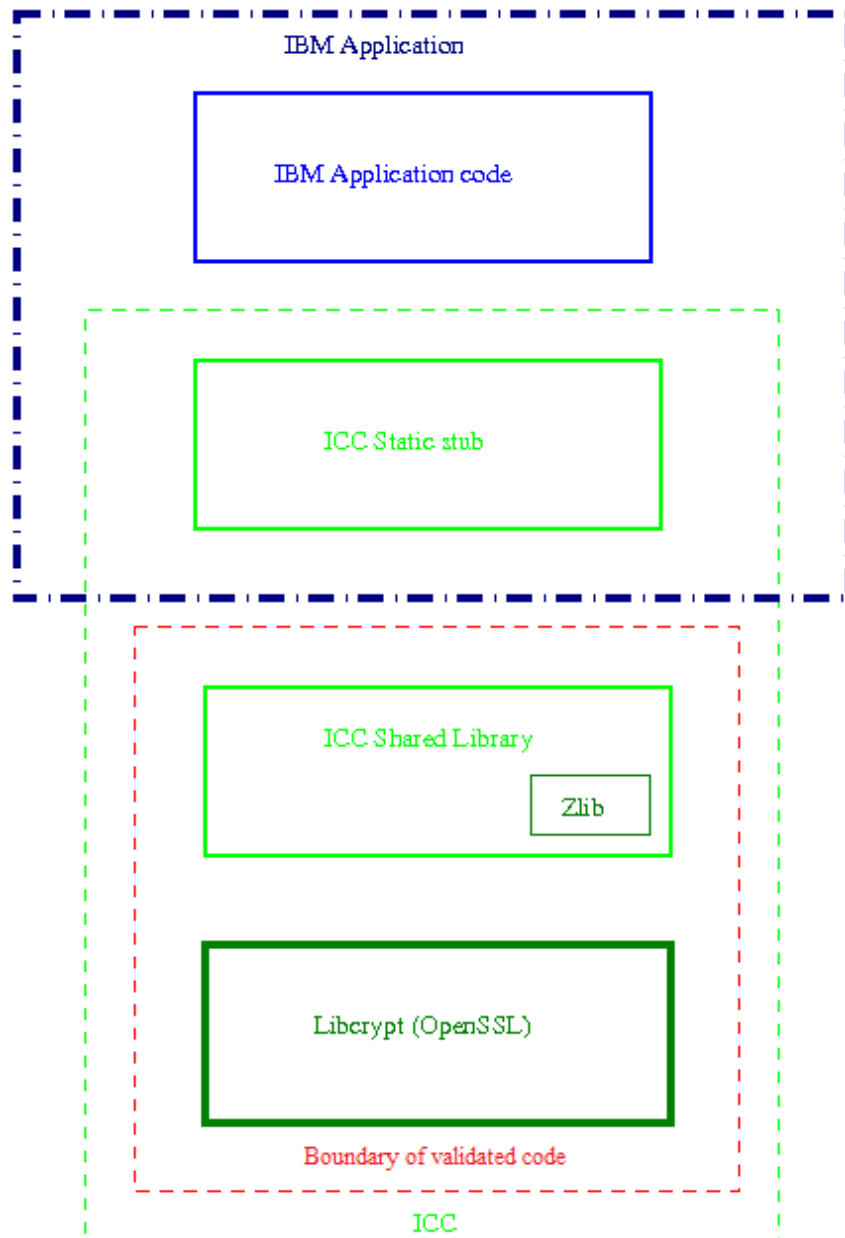 IBM Application
IBM Application code
ICC Static stub
ICC Shared Library
Zlib
Libcrypt (OpenSSL)
Boundary of validated code
ICC